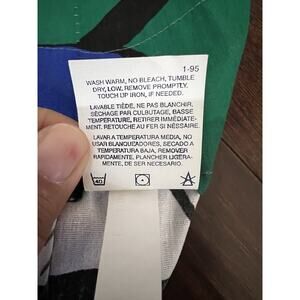 1-95
WASH WARM, NO BLEACH, TUMBLE
DRY, LOW, REMOVE PROMPTLY.
TOUCH UP IRON, IF NEEDED.
LAVABLE TIÈDE, NE PAS BLANCHIR,
SÉCHAGE PAR CULBUTAGE, BASSE
TEMPÉRATURE, RETIRER IMMÉDIATE-
MENT. RETOUCHE AU FER SI NÉSSAIRE.
LAVAR A TEMPERATURA MEDIA, NO
USAR BLANQUEADORES, SECADO A
TEMPERATURA BAJA, REMOVER
RAPIDAMENTE. PLANCHER LIGERA-
MENTE, DE SER NECESARIO.
40